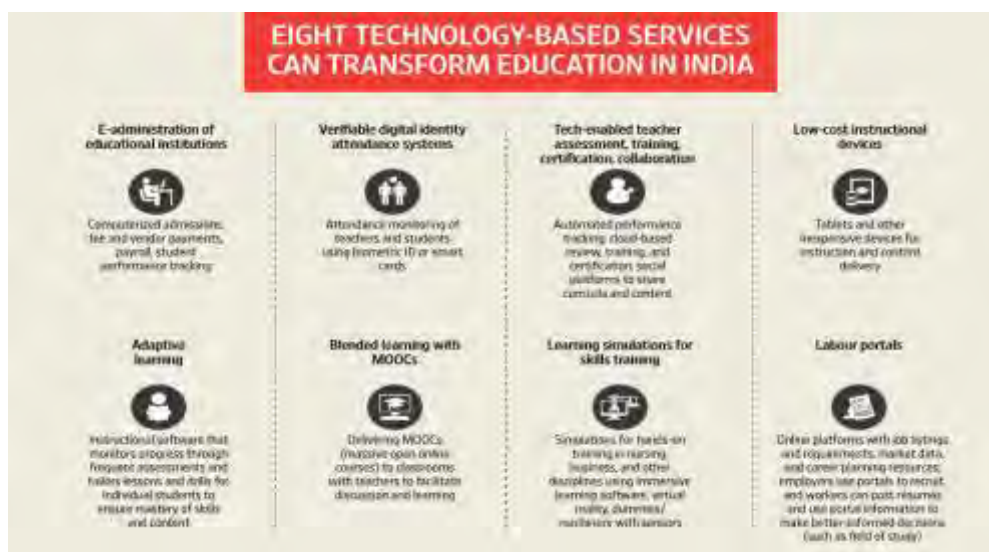 EIGHT TECHNOLOGY-BASED SERVICES
CAN TRANSFORM EDUCATION IN INDIA
E-administration of
educational institutions
Computerized admissions,
fee and vendor payments,
payroll, student
performance tracking
Verifiable digital identity
attendance systems
Attendance monitoring of
teachers and students
using biometric ID or smart
cards
Tech-enabled teacher
assessment, training,
certification, collaboration
Automated performance
tracking cloud-based
review, training, and
certification, social
platforms to share
curricula and content
Low-cost instructional
devices
Tablets and other
inexpensive devices for
instruction and content
delivery
Adaptive
learning
Instructional software that
monitors progress through
frequent assessments and
tailors lessons and drills for
individual students to
ensure mastery of skills
and content
Blended learning with
MOOCs
Delivering MOOCs
(massive open online
courses) to classrooms
with teachers to facilitate
discussion and learning
Learning simulations for
skills training
Simulations for hands-on
training in nursing
business, and other
disciplines using immersive
learning software, virtual
reality, dummies/
machinery with sensors
Labour portals
Online platforms with job listings
and requirements, market data,
and career planning resources;
employers use portals to recruit,
and workers can post resumes
and use portal information to
make better-informed decisions
(such as field of study)